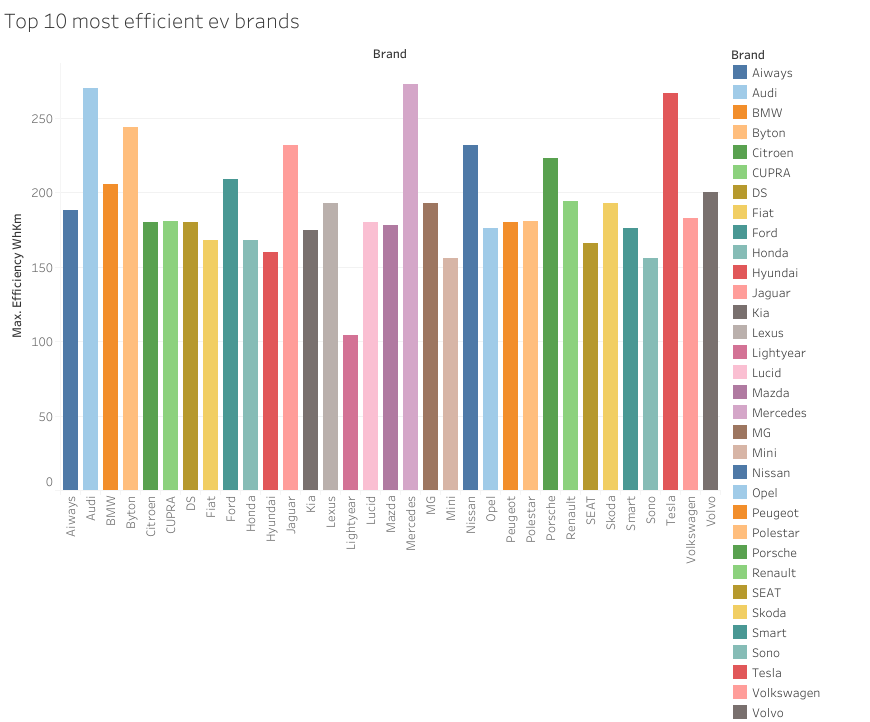 Top 10 most efficient ev brands
Brand
Max. Efficiency WhKm
250
200
150
100
50
0
Aiways
Audi
BMW
Byton
Citroen
CUPRA
DS
Fiat
Ford
Honda
Hyundai
Jaguar
Kia
Lexus
Lightyear
Lucid
Mazda
Mercedes
MG
Mini
Nissan
Opel
Peugeot
Polestar
Porsche
Renault
SEAT
Skoda
Smart
Sono
Tesla
Volkswagen
Volvo
Brand
Aiways
Audi
BMW
Byton
Citroen
CUPRA
DS
Fiat
Ford
Honda
Hyundai
Jaguar
Kia
Lexus
Lightyear
Lucid
Mazda
Mercedes
MG
Mini
Nissan
Opel
Peugeot
Polestar
Porsche
Renault
SEAT
Skoda
Smart
Sono
Tesla
Volkswagen
Volvo